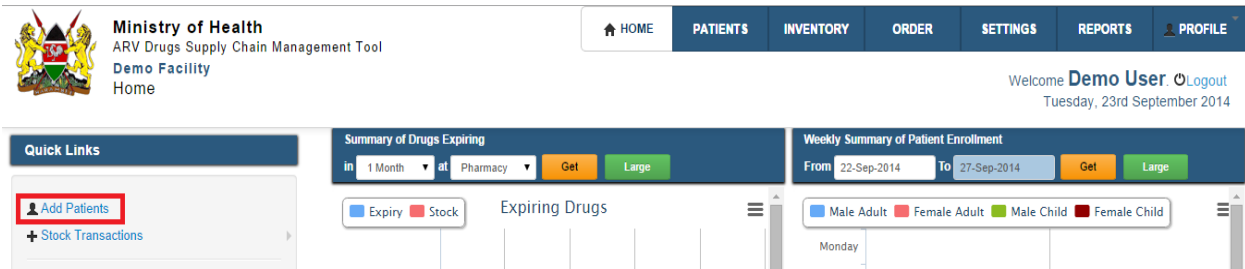 Ministry of Health
ARV Drugs Supply Chain Management Tool
Demo Facility
Home
HOME PATIENTS INVENTORY ORDER SETTINGS REPORTS PROFILE
Welcome Demo User. Logout
Tuesday, 23rd September 2014
Quick Links
Add Patients
Stock Transactions
Summary of Drugs Expiring
in 1 Month at Pharmacy Get Large
Expiry Stock
Expiring Drugs
Weekly Summary of Patient Enrollment
From 22-Sep-2014 To 27-Sep-2014 Get Large
Male Adult Female Adult Male Child Female Child
Monday